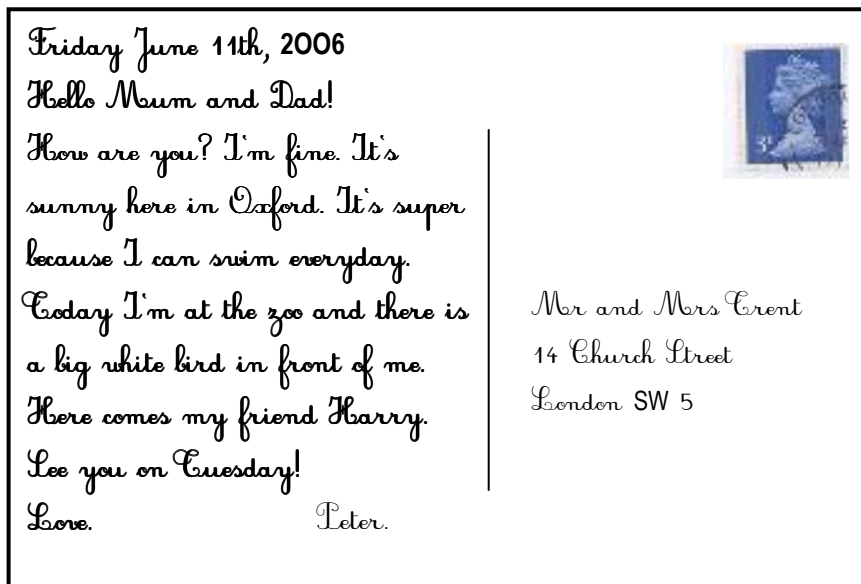 Friday June 11th, 2006
Hello Mum and Dad!
How are you? I'm fine. It's
sunny here in Oxford. It's super
because I can swim everyday.
Today I'm at the zoo and there is
a big white bird in front of me.
Here comes my friend Harry.
See you on Tuesday!
Love.
Peter.
Mr and Mrs Trent
14 Church Street
London SW 5